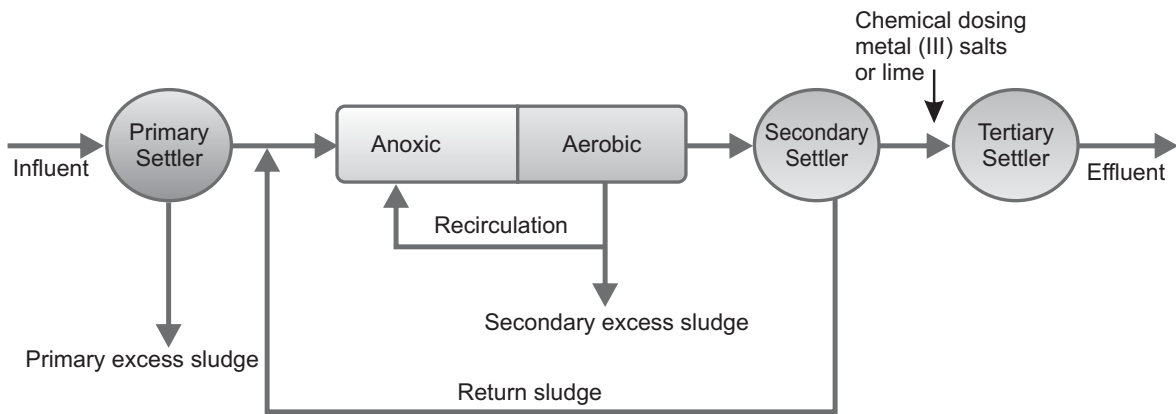 Chemical dosing
metal (III) salts
or lime
Influent
Primary
Settler
Anoxic
Aerobic
Secondary
Settler
Tertiary
Settler
Effluent
Recirculation
Secondary excess sludge
Primary excess sludge
Return sludge